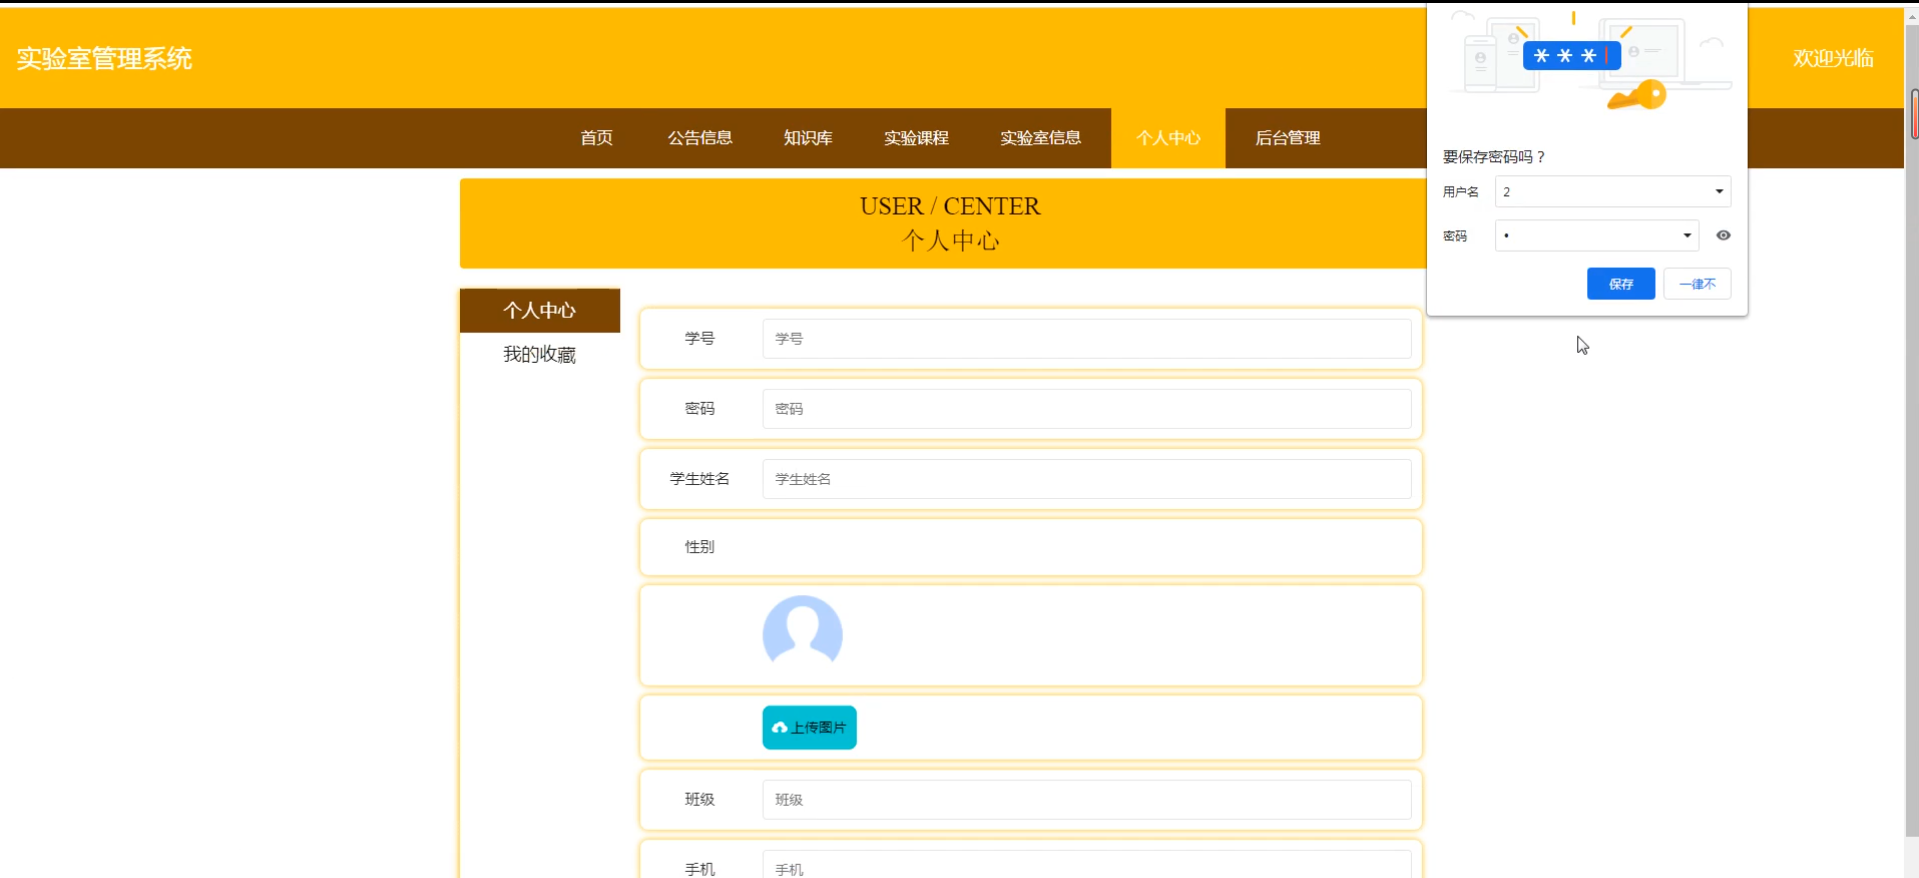 实验室管理系统
欢迎光临
首页 公告信息 知识库 实验课程 实验室信息 个人中心 后台管理
***
要保存密码吗？
用户名 2
密码 •
保存 一律不
USER / CENTER
个人中心
个人中心
我的收藏
学号 学号
密码 密码
学生姓名 学生姓名
性别
上传图片
班级 班级
手机 手机